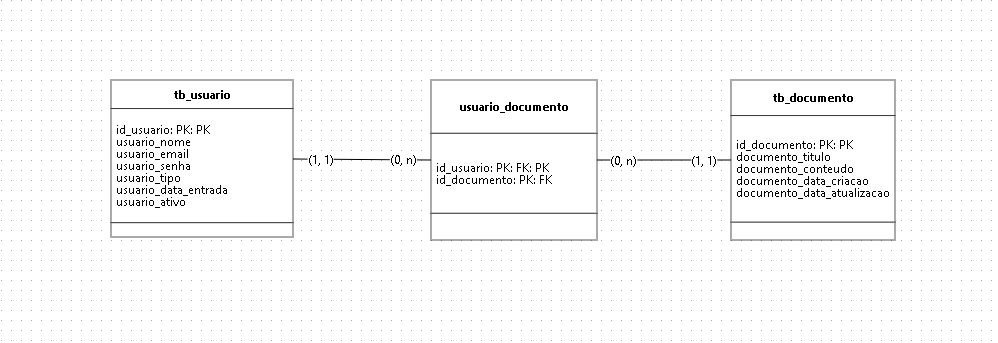 tb_usuario
id_usuario: PK: PK
usuario_nome
usuario_email
usuario_senha
usuario_tipo
usuario_data_entrada
usuario_ativo
(1, 1)
(0, n)
usuario_documento
id_usuario: PK: FK: PK
id_documento: PK: FK
(0, n)
(1, 1)
tb_documento
id_documento: PK: PK
documento_titulo
documento_conteudo
documento_data_criacao
documento_data_atualizacao